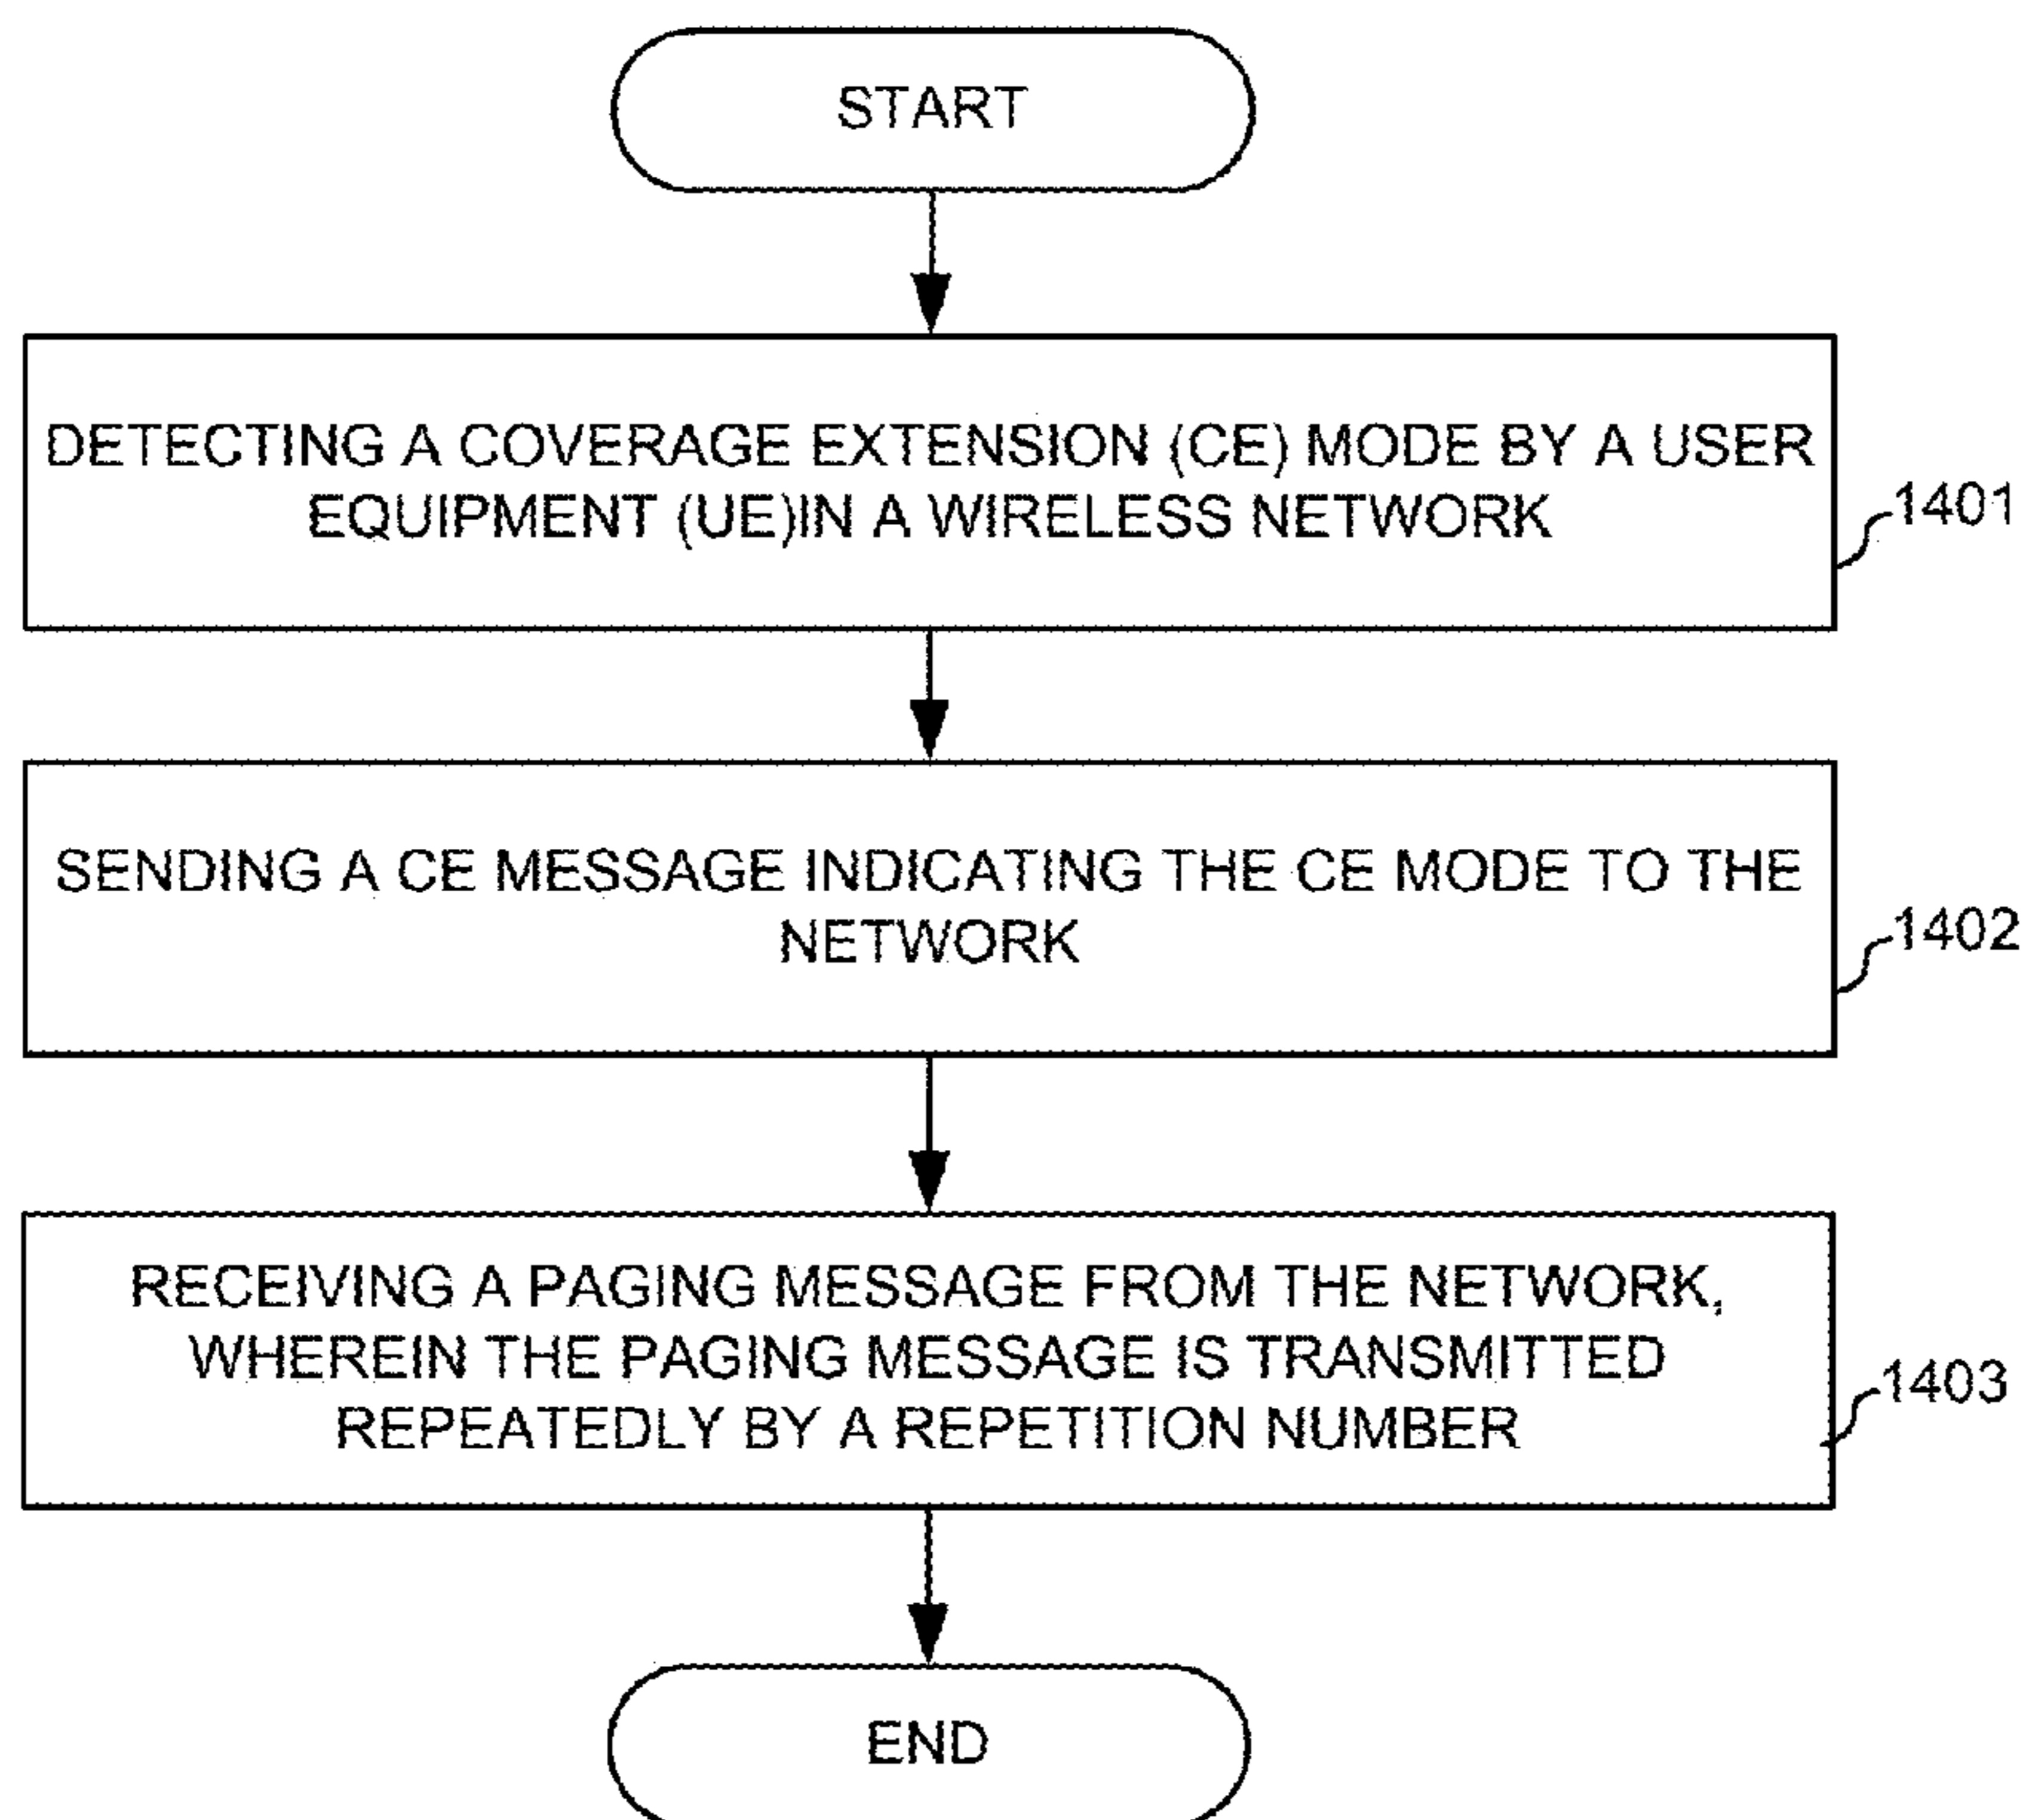 START
DETECTING A COVERAGE EXTENSION (CE) MODE BY A USER
EQUIPMENT (UE)IN A WIRELESS NETWORK
1401
SENDING A CE MESSAGE INDICATING THE CE MODE TO THE
NETWORK
1402
RECEIVING A PAGING MESSAGE FROM THE NETWORK,
WHEREIN THE PAGING MESSAGE IS TRANSMITTED
REPEATEDLY BY A REPETITION NUMBER
1403
END